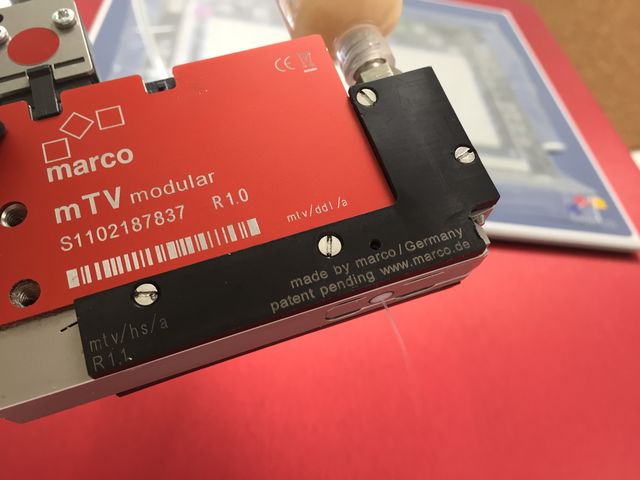 marco
mTV modular
S1102187837 R1.0
mtv/ddl/a
made by marco/Germany
patent pending www.marco.de
mtv/hs/a
R1.1